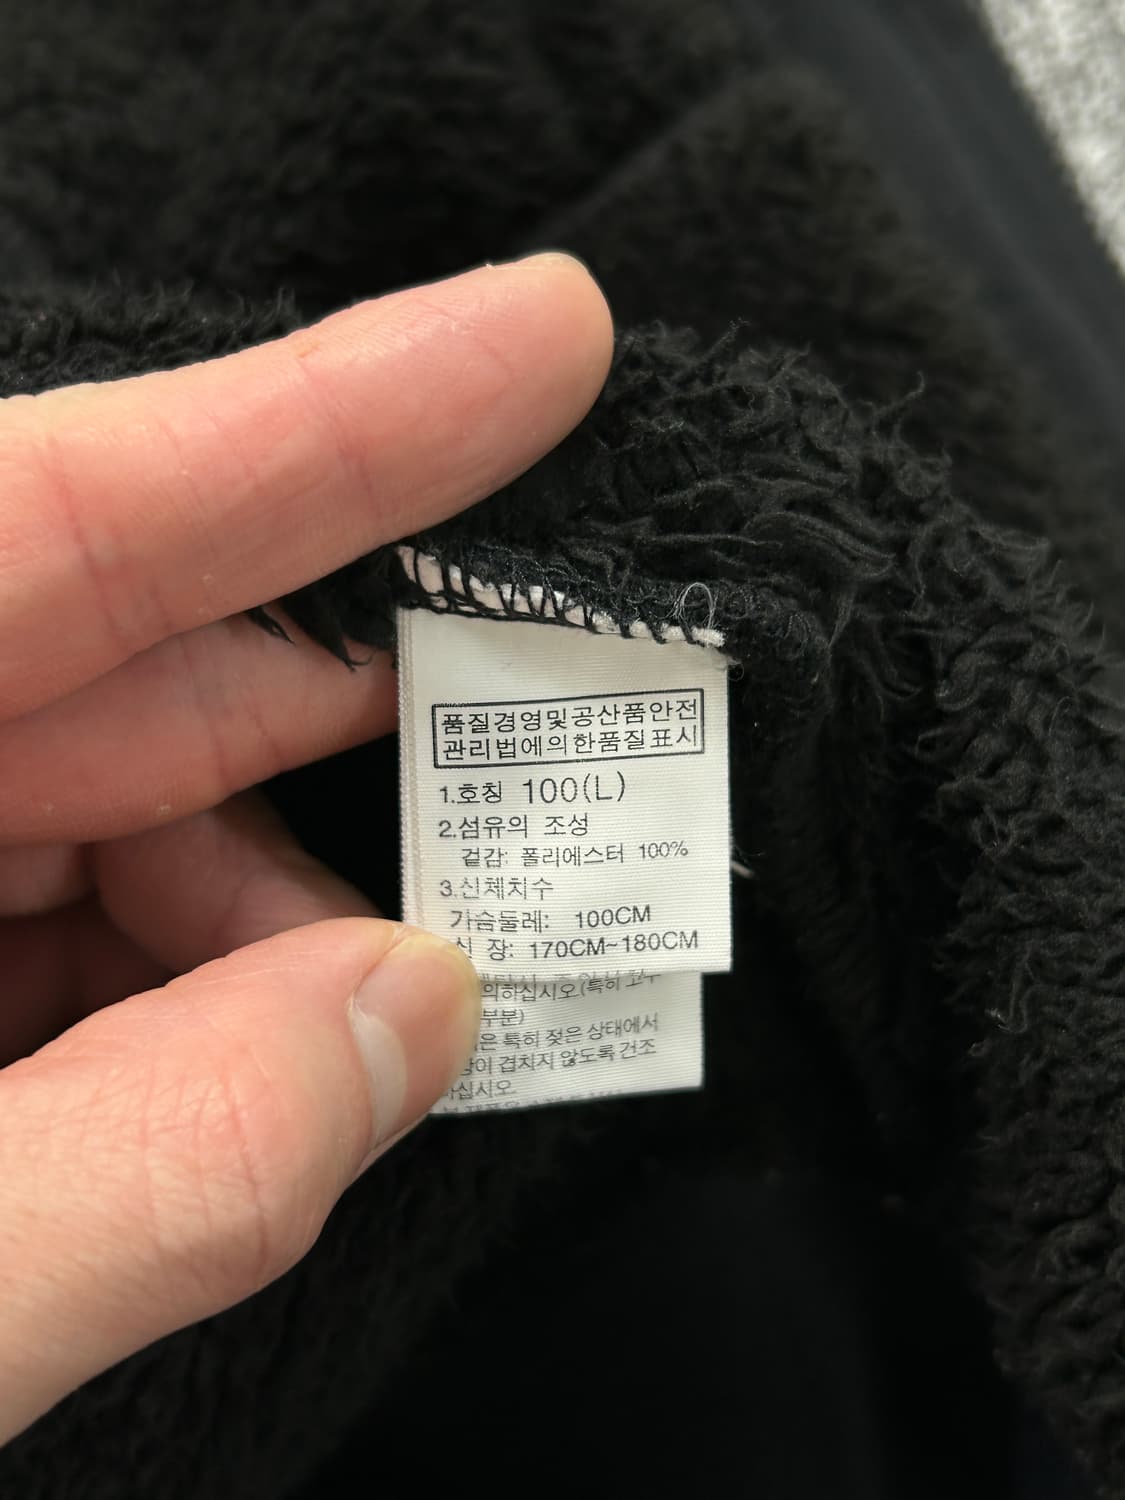 품질경영및공산품안전
관리법에의한품질표시
1.호칭 100(L)
2.섬유의 조성
겉감: 폴리에스터 100%
3.신체치수
가슴둘레: 100CM
신 장: 170CM~180CM
의하십시오(특히
부분)
은 특히 젖은 상태에서
이 겹치지 않도록 건조
십시오.